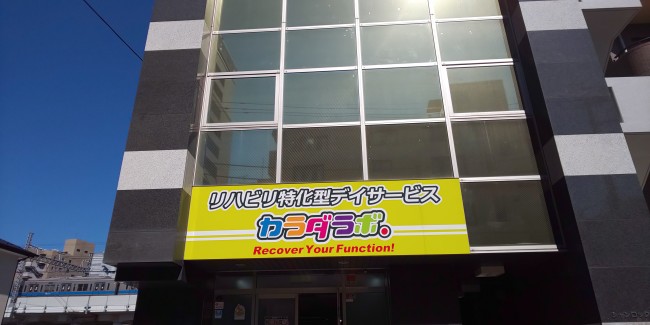 リハビリ特化型デイサービス
カラダラボ。
Recover Your Function!